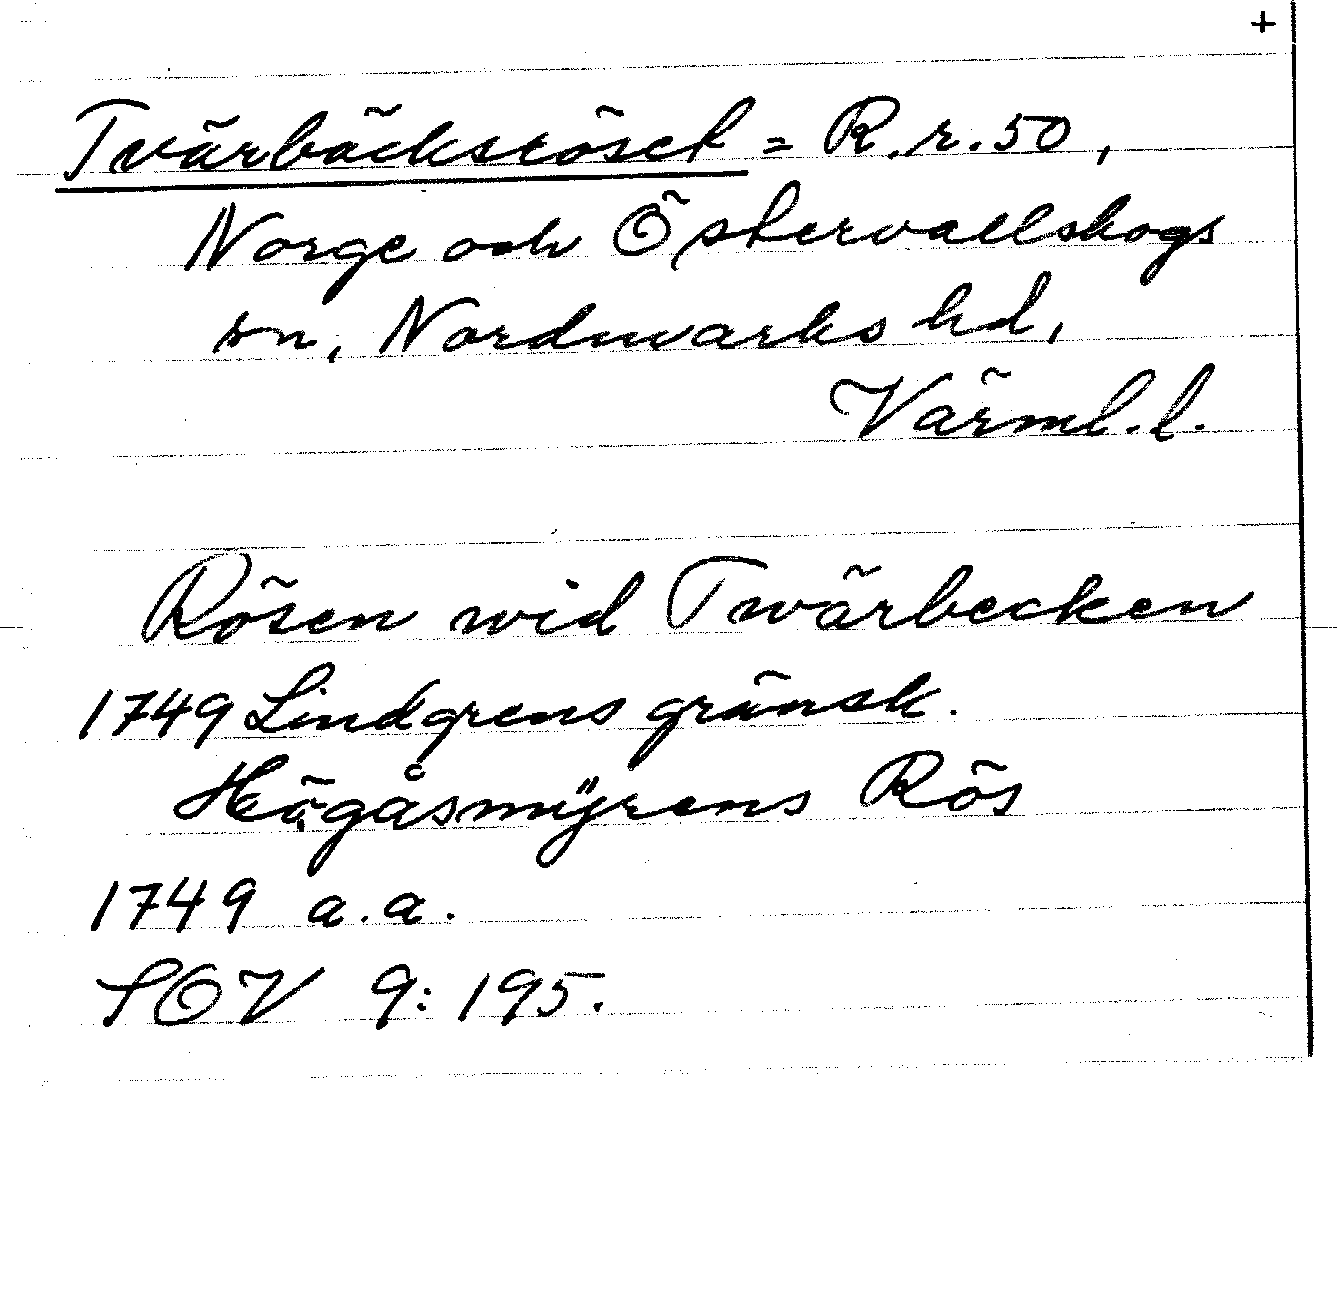 +
Tvärbäcksröset = R.r. 50,
Norge och Östervallskogs
sn, Nordmarks hd,
Värml. l.
Rösen wid Twärbecken
1749 Lindgrens gränsk.
Högåsmÿrens Rös
1749 a.a.
SOV 9: 195.